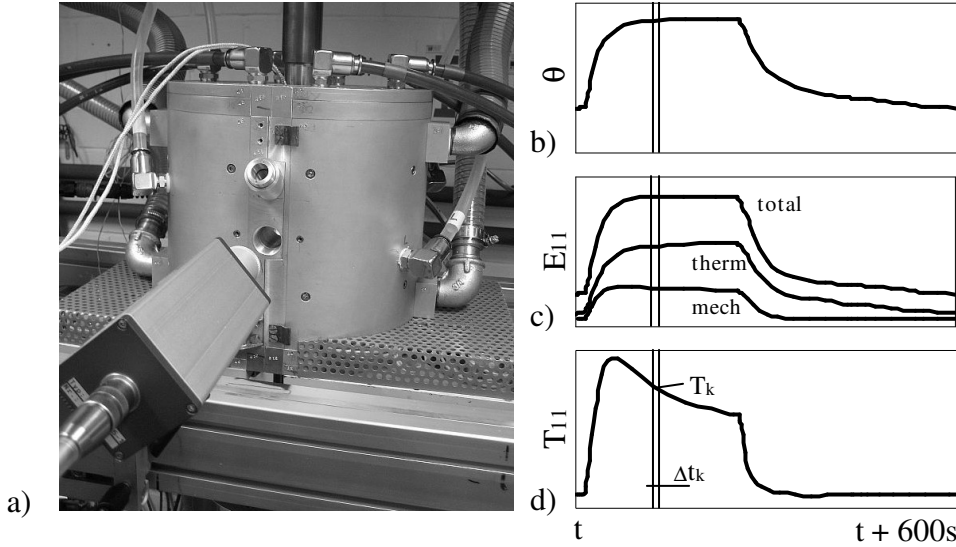 a)
b)
θ
c)
E11
total
therm
mech
d)
T11
Tk
Δtk
t
t + 600s